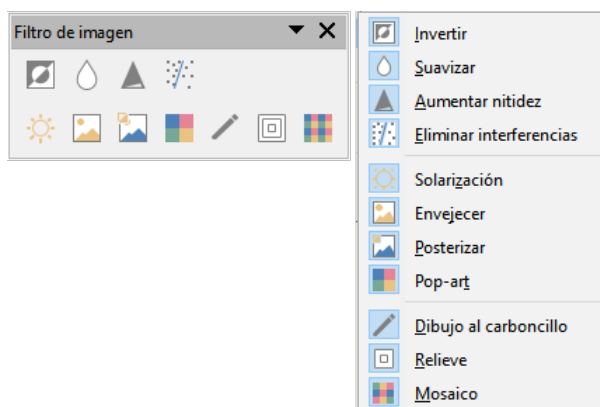 Filtro de imagen
Invertir
Suavizar
Aumentar nitidez
Eliminar interferencias
Solarización
Envejecer
Posterizar
Pop-art
Dibujo al carboncillo
Relieve
Mosaico